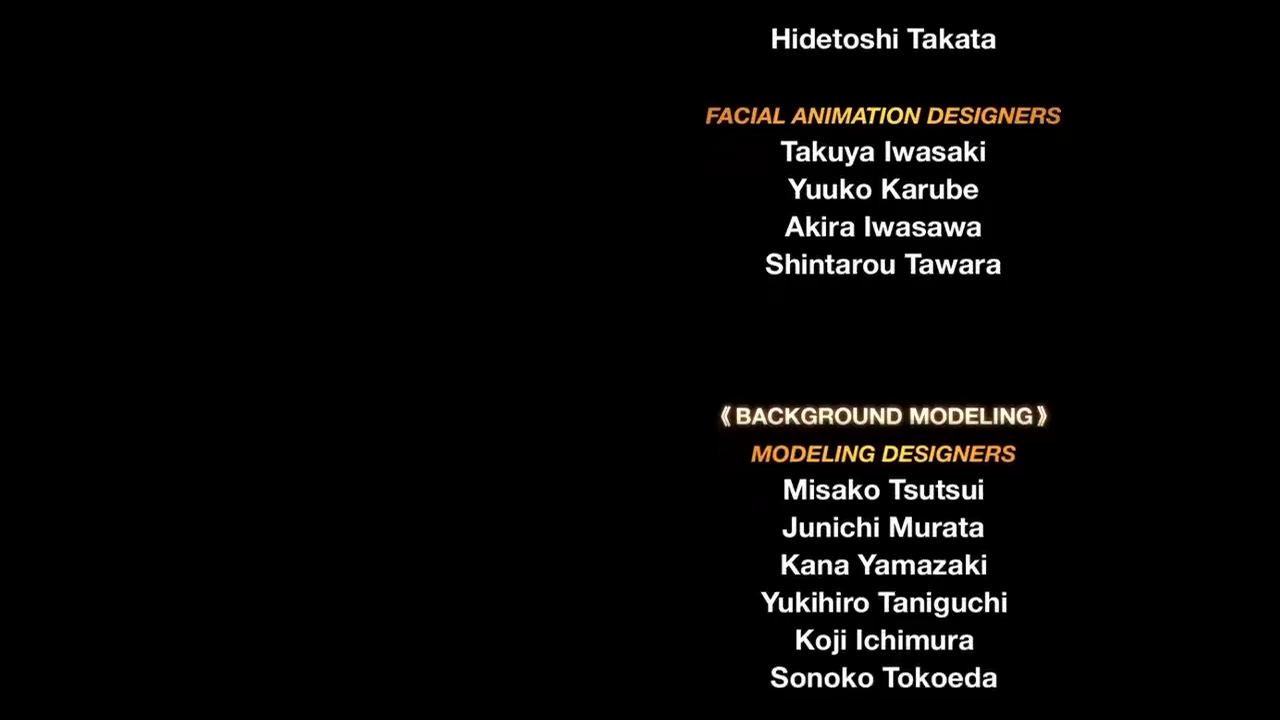 Hidetoshi Takata
FACIAL ANIMATION DESIGNERS
Takuya Iwasaki
Yuuko Karube
Akira Iwasawa
Shintarou Tawara
《BACKGROUND MODELING》
MODELING DESIGNERS
Misako Tsutsui
Junichi Murata
Kana Yamazaki
Yukihiro Taniguchi
Koji Ichimura
Sonoko Tokoeda